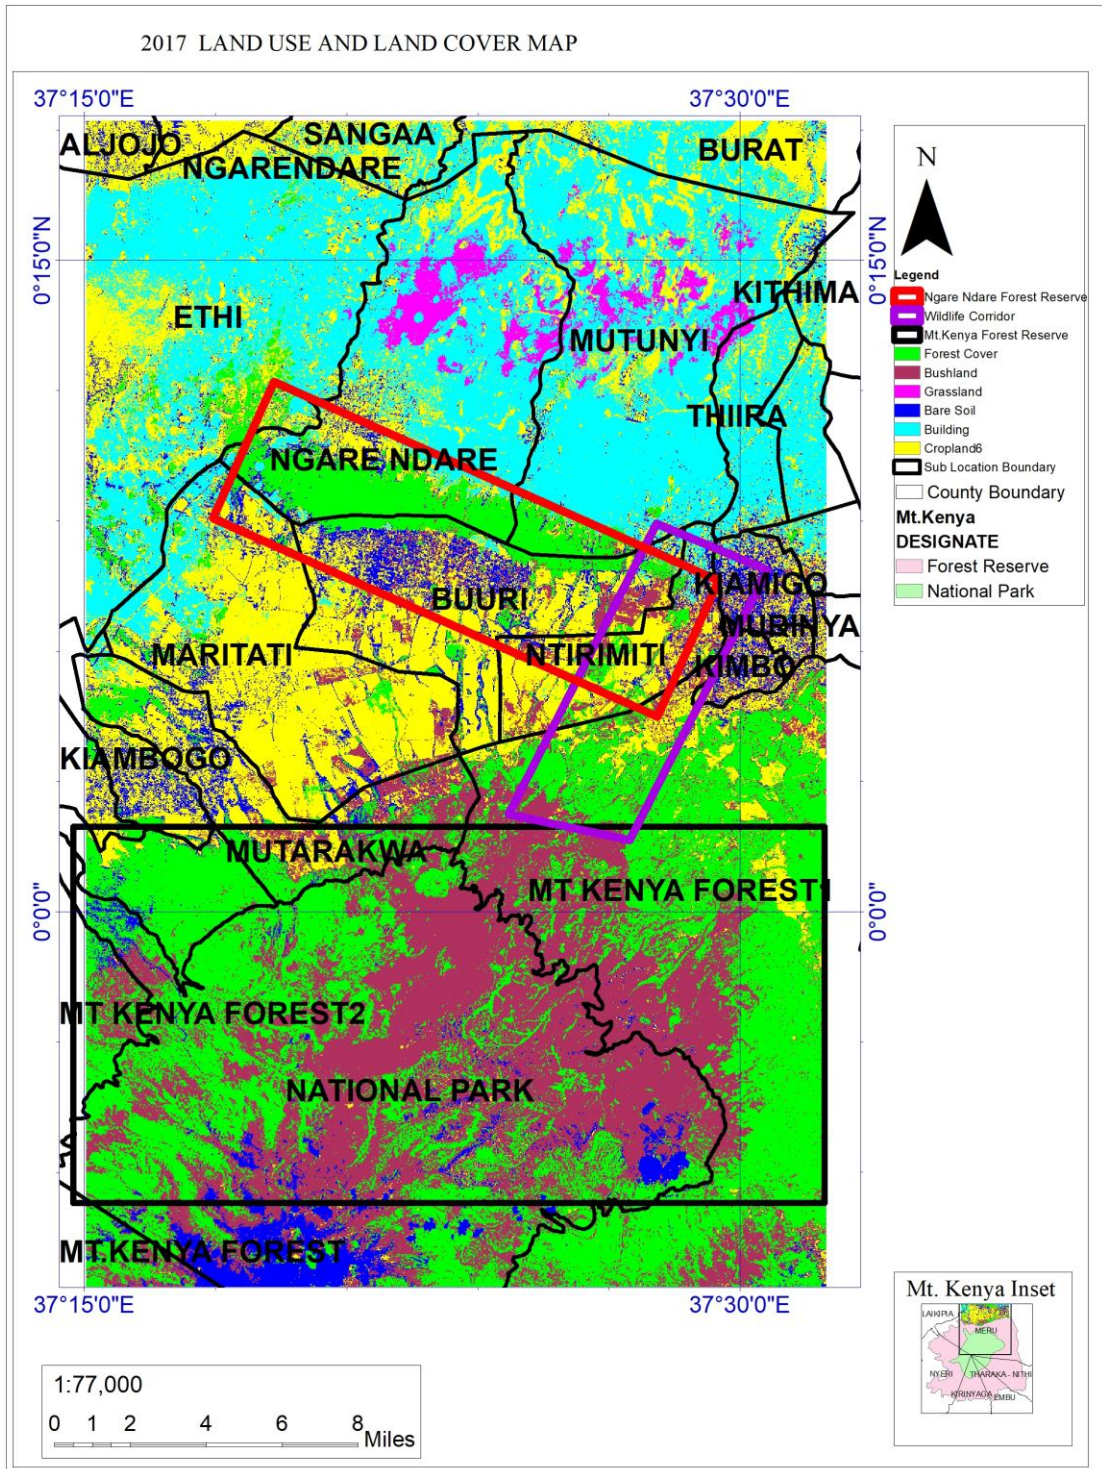 2017 LAND USE AND LAND COVER MAP
37°15'0"E
37°30'0"E
ALJOJO
SANGAA
NGARENDARE
BURAT
0°15'0"N
0°15'0"N
ETHI
KITHIMA
MUTUNYI
THIIRA
NGARE NDARE
BUURI
KIAMIGO
MURINYA
MARITATI
NTIRIMITI
KIMBO
KIAMBOGO
MUTARAKWA
MT KENYA FOREST1
0°0'0"
0°0'0"
MT KENYA FOREST2
NATIONAL PARK
MT.KENYA FOREST
37°15'0"E
37°30'0"E
N
Legend
Ngare Ndare Forest Reserve
Wildlife Corridor
Mt.Kenya Forest Reserve
Forest Cover
Bushland
Grassland
Bare Soil
Building
Cropland6
Sub Location Boundary
County Boundary
Mt.Kenya
DESIGNATE
Forest Reserve
National Park
Mt. Kenya Inset
LAIKIPIA
MERU
NYERI
THARAKA - NITHI
KIRINYAGA
EMBU
1:77,000
0 1 2 4 6 8
Miles